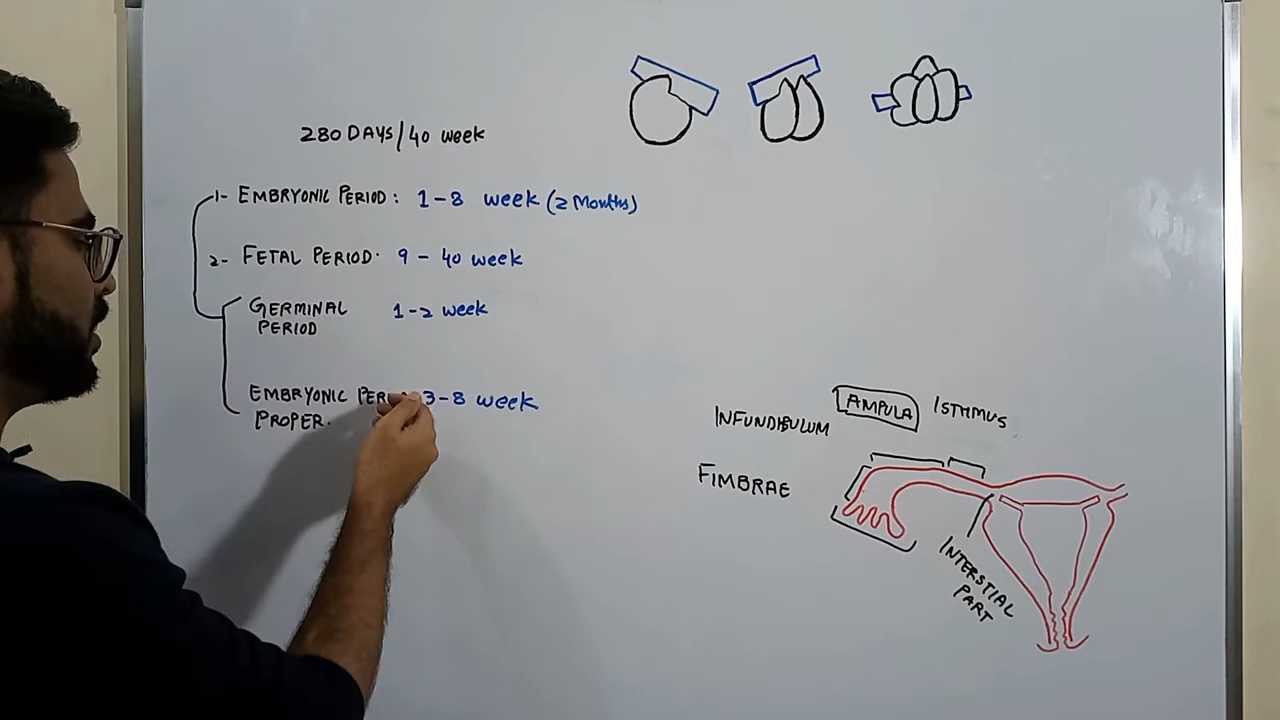 280 DAYS/40 week
1- EMBRYONIC PERIOD: 1-8 week (2 Months)
2- FETAL PERIOD. 9 - 40 week
GERMINAL 1-2 week
PERIOD
EMBRYONIC 3-8 week
PROPER.
AMPULA ISTHMUS
INFUNDIBULUM
FIMBRAE
INTERSTIAL
PART